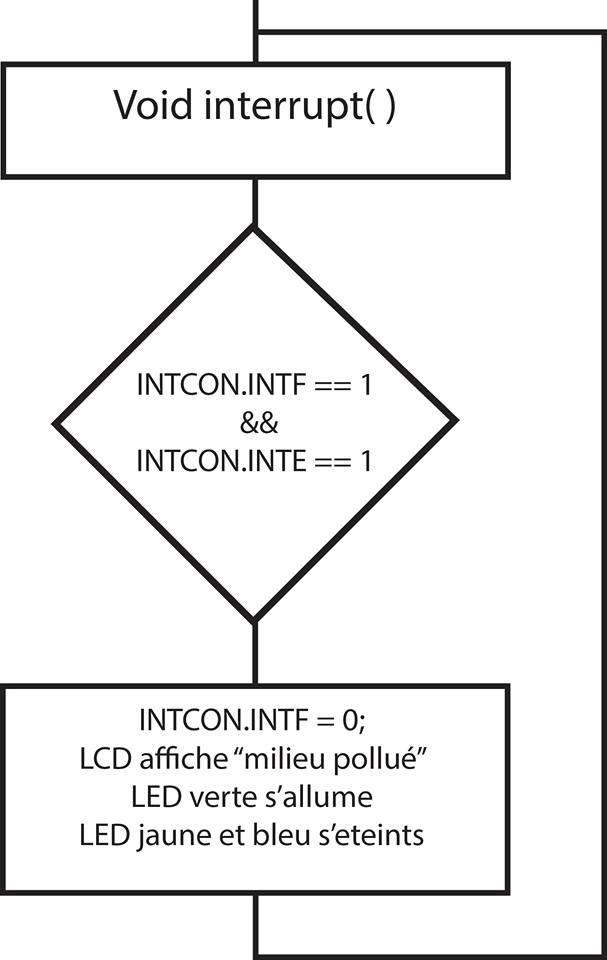 Void interrupt( )
INTCON.INTF == 1
&&
INTCON.INTE == 1
INTCON.INTF = 0;
LCD affiche “milieu pollué”
LED verte s’allume
LED jaune et bleu s’eteints